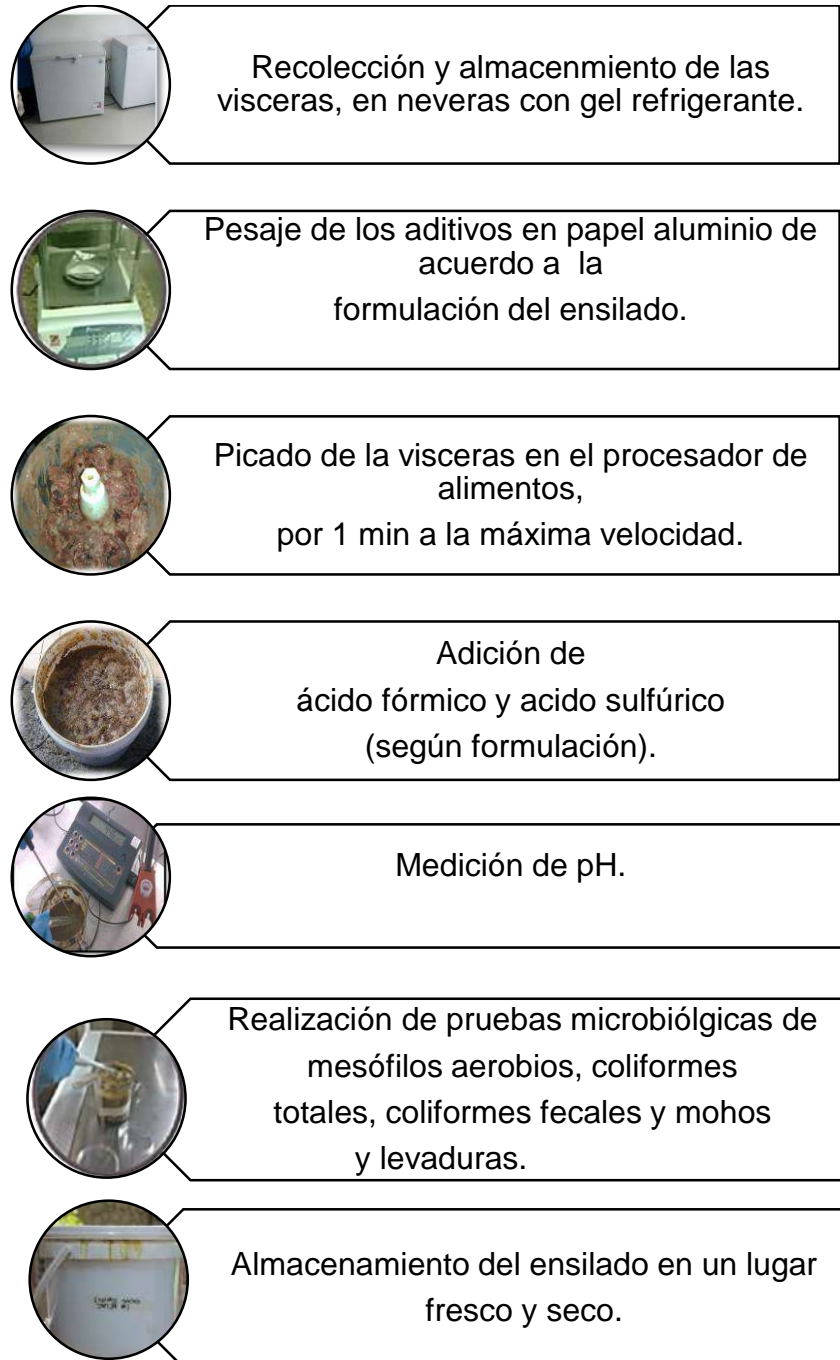 Recolección y almacenmiento de las
visceras, en neveras con gel refrigerante.
Pesaje de los aditivos en papel aluminio de
acuerdo a la
formulación del ensilado.
Picado de la visceras en el procesador de
alimentos,
por 1 min a la máxima velocidad.
Adición de
ácido fórmico y acido sulfúrico
(según formulación).
Medición de pH.
Realización de pruebas microbiólgicas de
mesófilos aerobios, coliformes
totales, coliformes fecales y mohos
y levaduras.
Almacenamiento del ensilado en un lugar
fresco y seco.